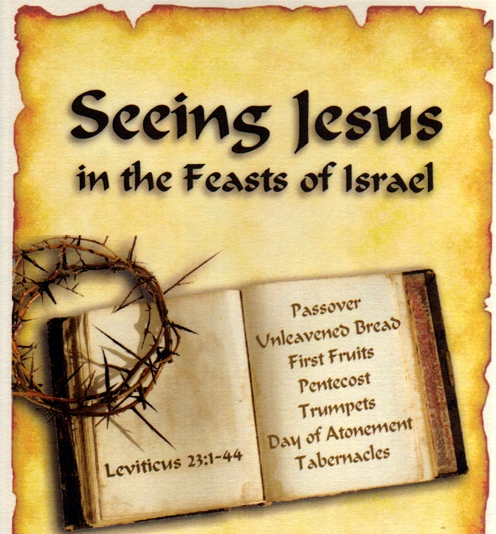 Seeing Jesus
in the Feasts of Israel
Leviticus 23:1-44
Passover
Unleavened Bread
First Fruits
Pentecost
Trumpets
Day of Atonement
Tabernacles